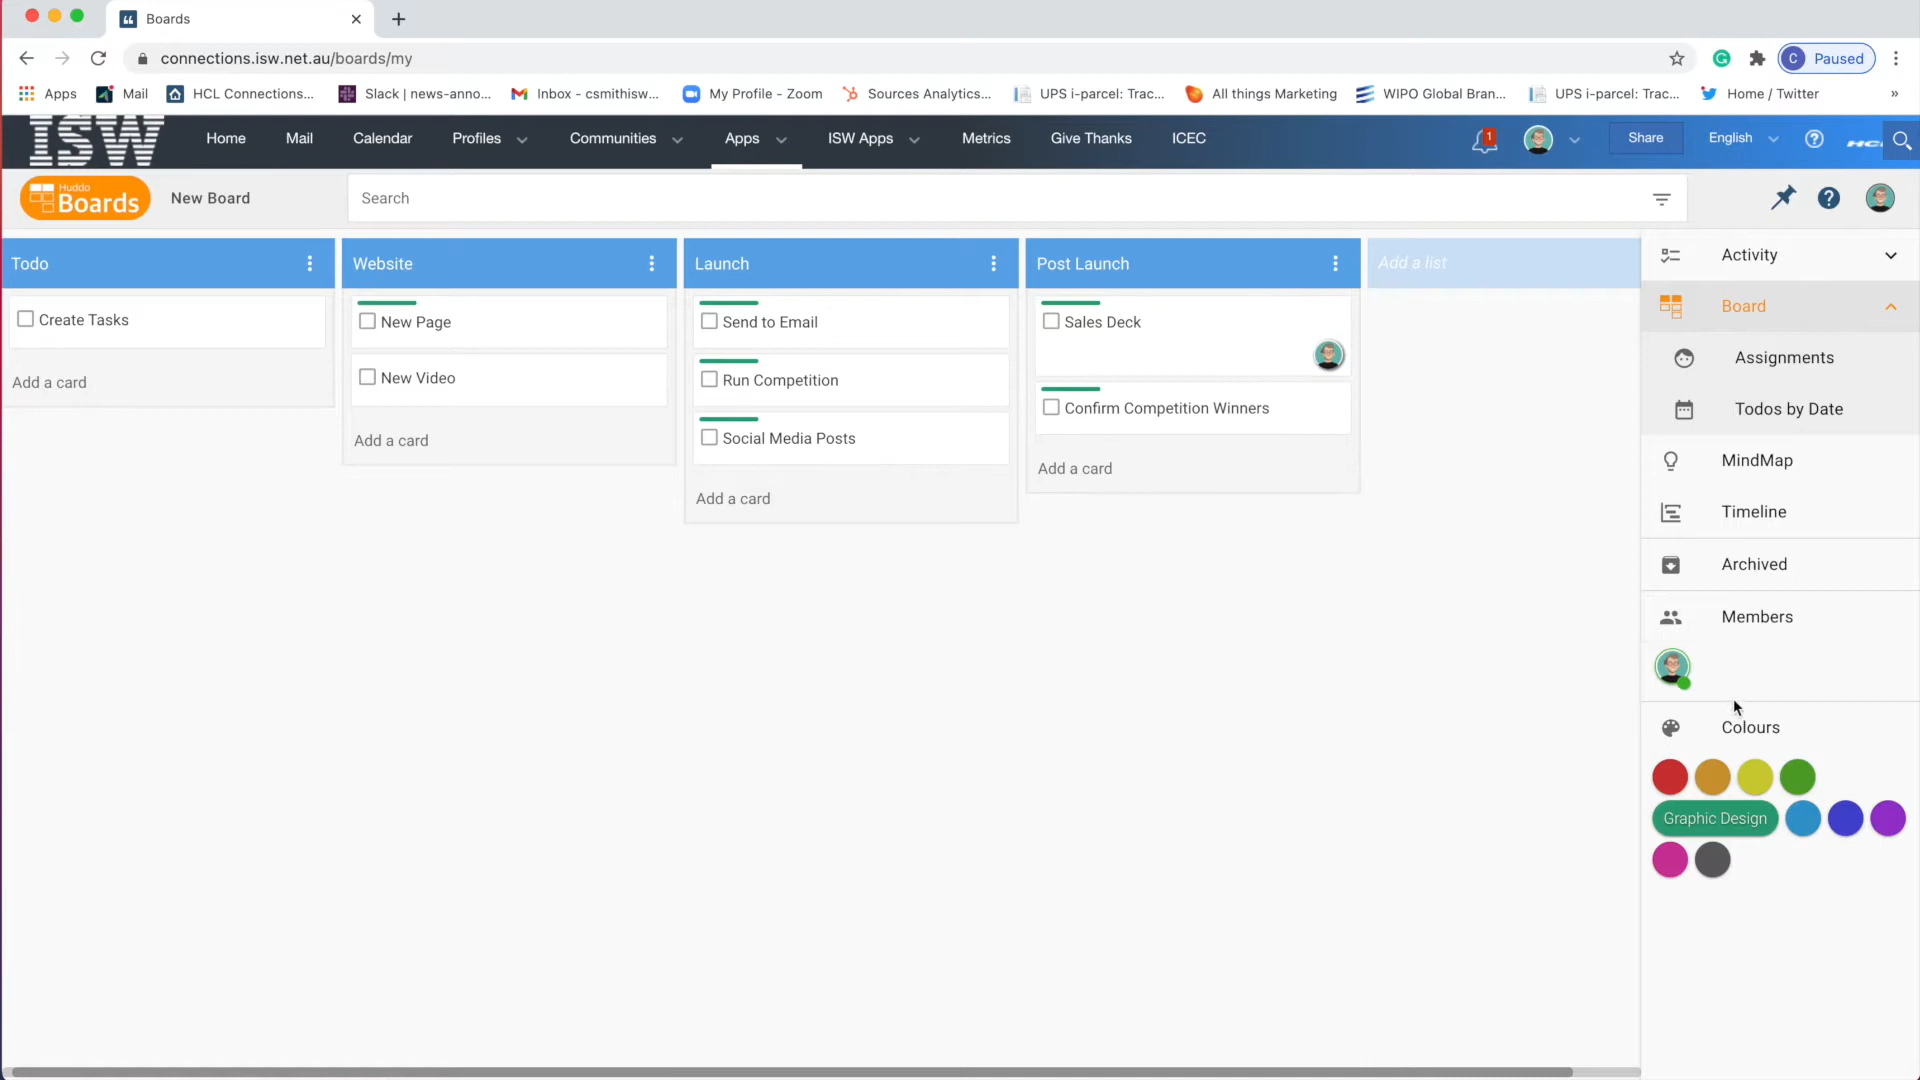 Boards
connections.isw.net.au/boards/my
C Paused
Apps Mail HCL Connections... Slack | news-anno... Inbox - csmithisw... My Profile - Zoom Sources Analytics... UPS i-parcel: Trac... All things Marketing WIPO Global Bran... UPS i-parcel: Trac... Home / Twitter »
ISW Home Mail Calendar Profiles Communities Apps ISW Apps Metrics Give Thanks ICEC 1 Share English ? HCL
Huddo
Boards New Board Search ?
Todo
Create Tasks
Add a card
Website
New Page
New Video
Add a card
Launch
Send to Email
Run Competition
Social Media Posts
Add a card
Post Launch
Sales Deck
Confirm Competition Winners
Add a card
Add a list
Activity
Board
Assignments
Todos by Date
MindMap
Timeline
Archived
Members
Colours
Graphic Design